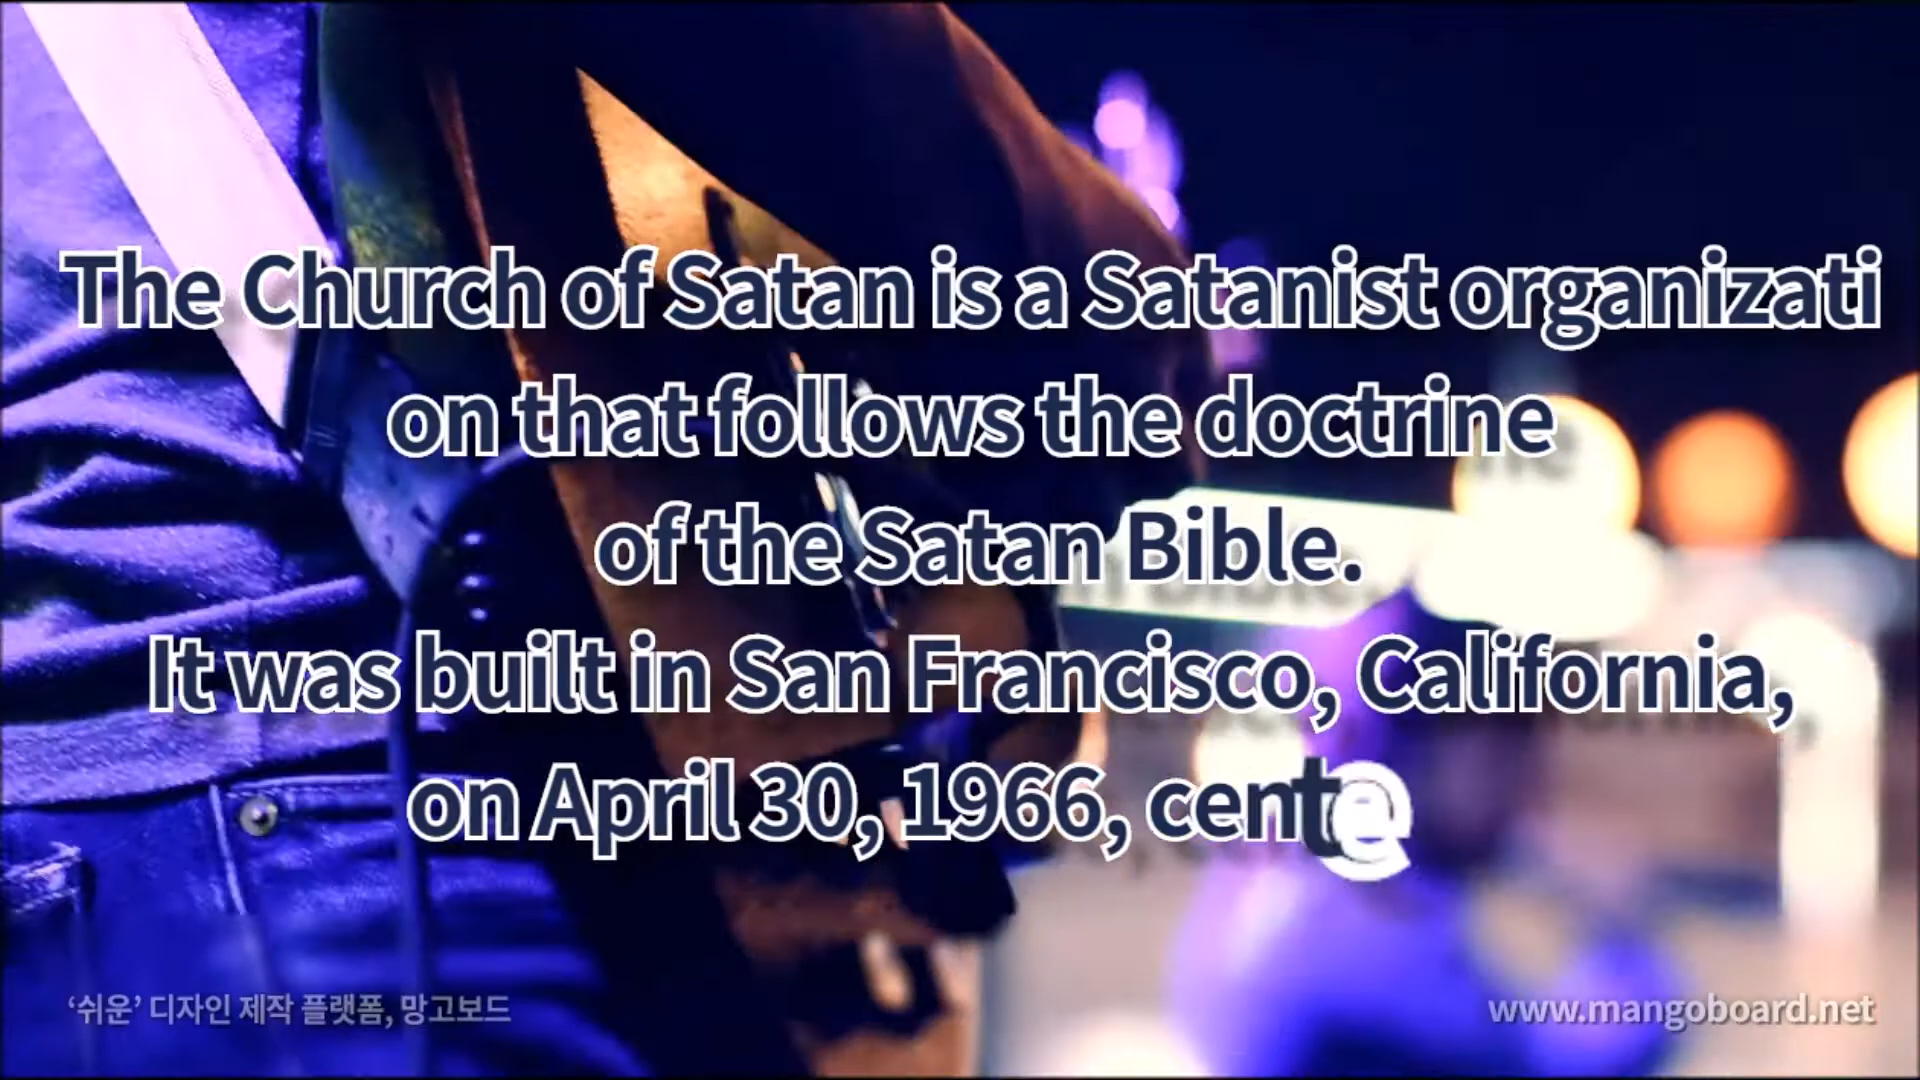 The Church of Satan is a Satanist organizati
on that follows the doctrine
of the Satan Bible.
It was built in San Francisco, California,
on April 30, 1966, cente
‘쉬운’ 디자인 제작 플랫폼, 망고보드
www.mangoboard.net